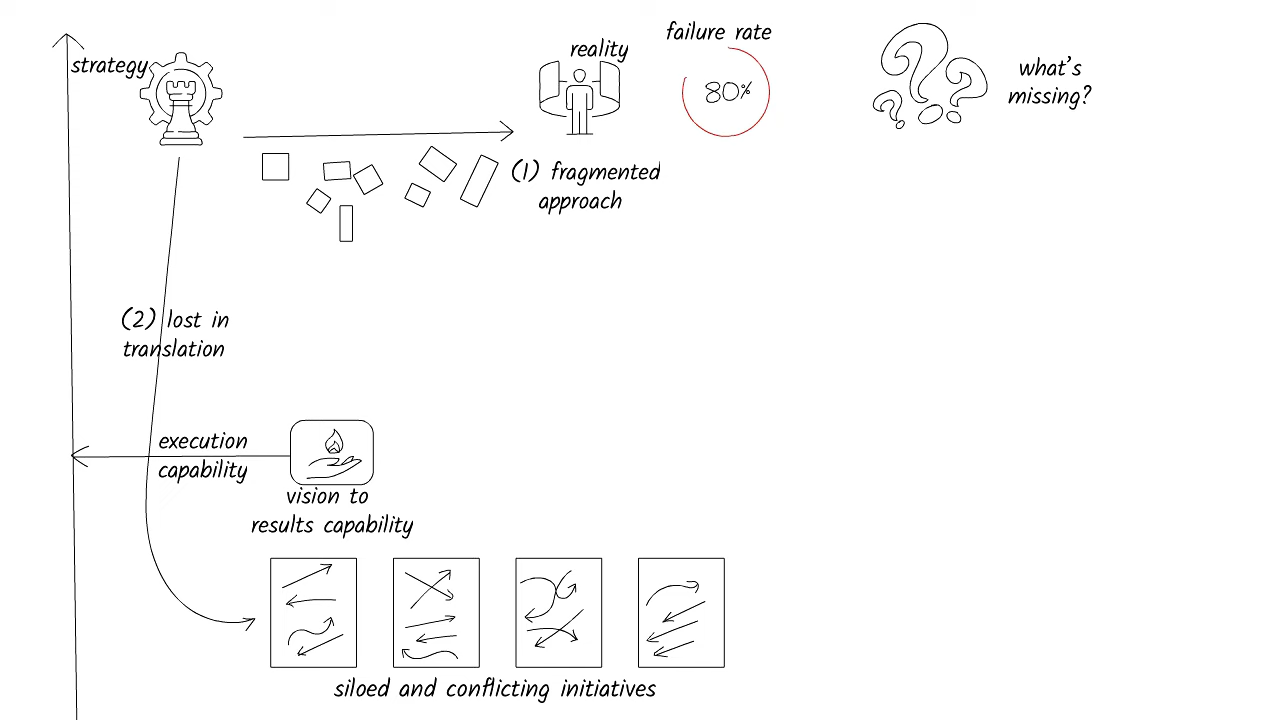 strategy
reality
failure rate
80%
what's
missing?
(1) fragmented
approach
(2) lost in
translation
execution
capability
vision to
results capability
siloed and conflicting initiatives